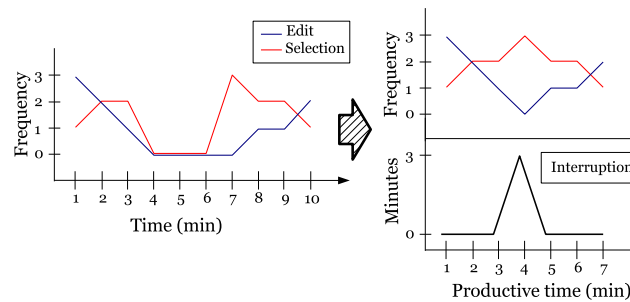 Edit
Selection
Frequency
3
2
1
0
1 2 3 4 5 6 7 8 9 10
Time (min)
Frequency
3
2
1
0
Minutes
3
0
Interruption
1 2 3 4 5 6 7
Productive time (min)